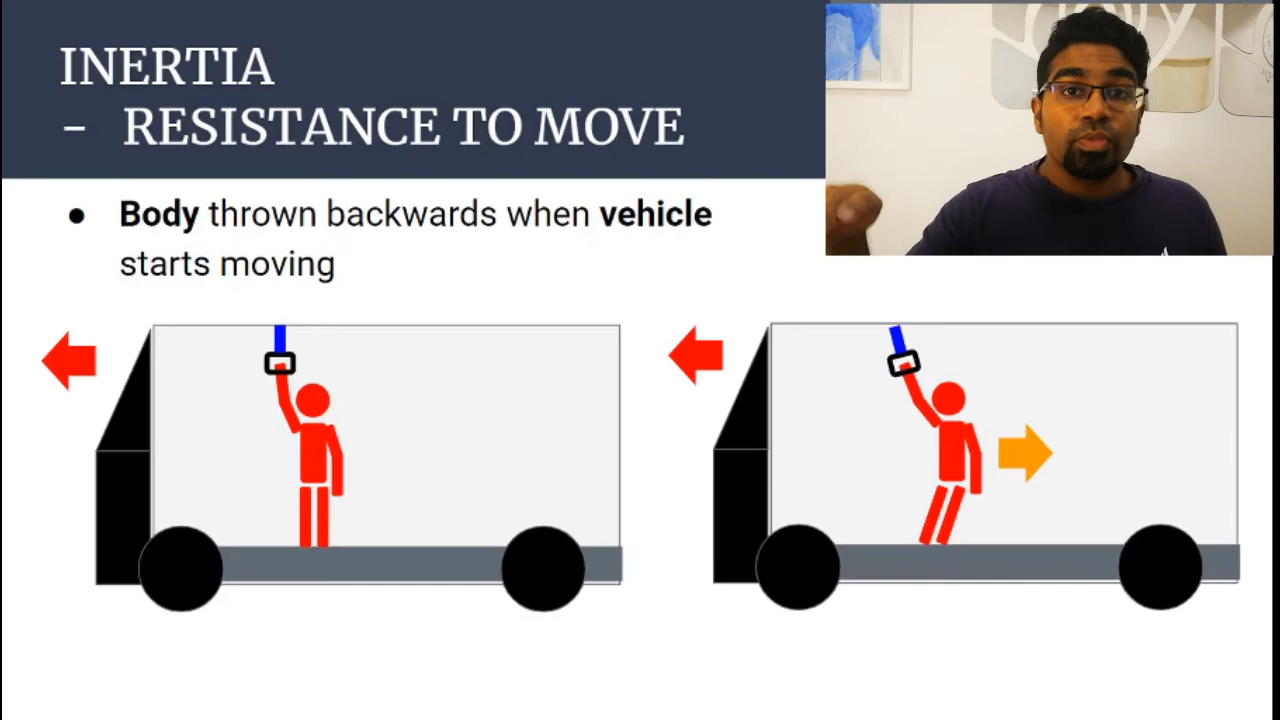 INERTIA
- RESISTANCE TO MOVE
● Body thrown backwards when vehicle
starts moving